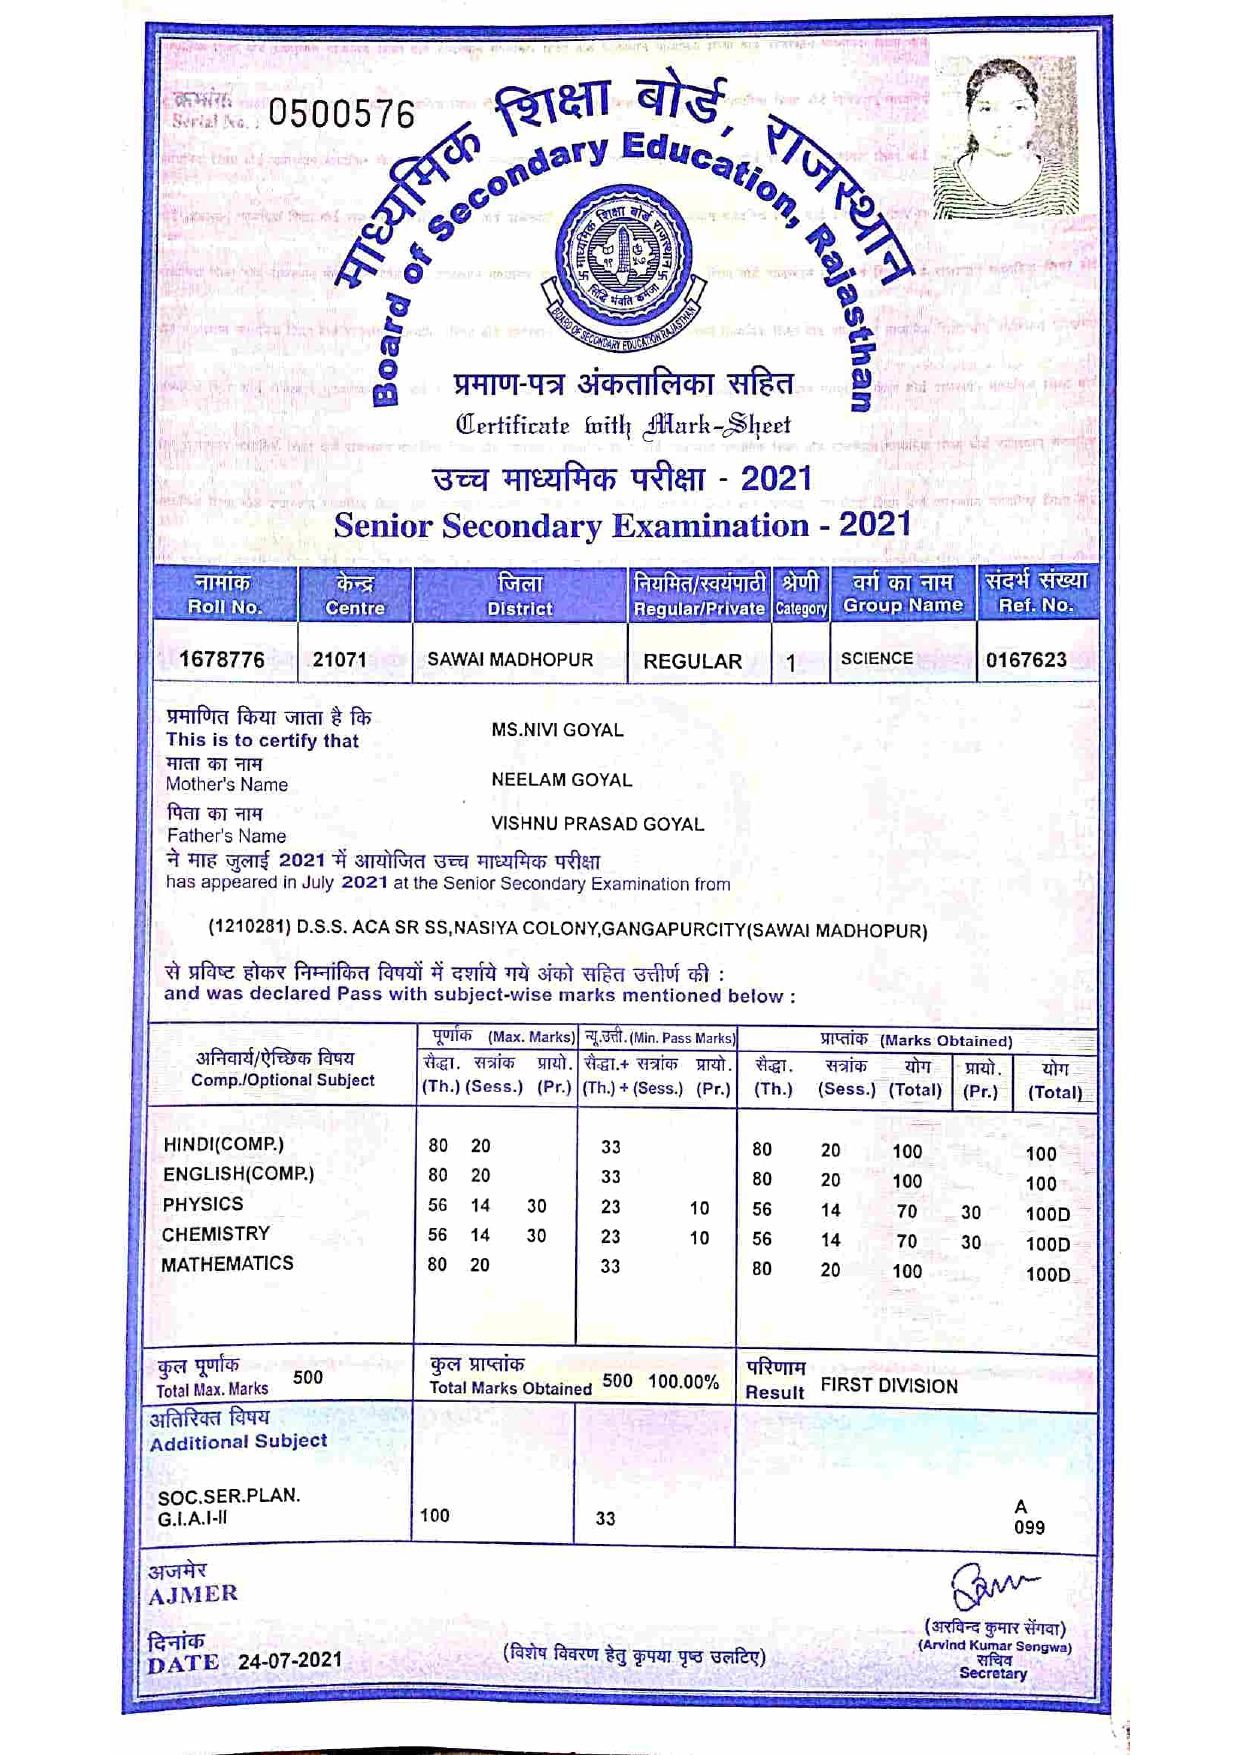 क्रमांक
Serial No. : 0500576
माध्यमिक शिक्षा बोर्ड, राजस्थान
Board of Secondary Education, Rajasthan
माध्यमिक शिक्षा बोर्ड राजस्थान
सिद्धि र्भवति कर्मजा
BOARD OF SECONDARY EDUCATION RAJASTHAN
प्रमाण-पत्र अंकतालिका सहित
Certificate with Mark-Sheet
उच्च माध्यमिक परीक्षा - 2021
Senior Secondary Examination - 2021
नामांक केन्द्र जिला नियमित/स्वयंपाठी श्रेणी वर्ग का नाम संदर्भ संख्या
Roll No. Centre District Regular/Private Category Group Name Ref. No.
1678776 21071 SAWAI MADHOPUR REGULAR 1 SCIENCE 0167623
प्रमाणित किया जाता है कि
This is to certify that MS.NIVI GOYAL
माता का नाम
Mother's Name NEELAM GOYAL
पिता का नाम
Father's Name VISHNU PRASAD GOYAL
ने माह जुलाई 2021 में आयोजित उच्च माध्यमिक परीक्षा
has appeared in July 2021 at the Senior Secondary Examination from
(1210281) D.S.S. ACA SR SS,NASIYA COLONY,GANGAPURCITY(SAWAI MADHOPUR)
से प्रविष्ट होकर निम्नांकित विषयों में दर्शाये गये अंको सहित उत्तीर्ण की :
and was declared Pass with subject-wise marks mentioned below :
पूर्णांक (Max. Marks) न्यू.उत्ती.(Min. Pass Marks) प्राप्तांक (Marks Obtained)
अनिवार्य/ऐच्छिक विषय सैद्धा. सत्रांक प्रायो. सैद्धा.+ सत्रांक प्रायो. सैद्धा. सत्रांक योग प्रायो. योग
Comp./Optional Subject (Th.) (Sess.) (Pr.) (Th.) + (Sess.) (Pr.) (Th.) (Sess.) (Total) (Pr.) (Total)
HINDI(COMP.) 80 20 33 80 20 100 100
ENGLISH(COMP.) 80 20 33 80 20 100 100
PHYSICS 56 14 30 23 10 56 14 70 30 100D
CHEMISTRY 56 14 30 23 10 56 14 70 30 100D
MATHEMATICS 80 20 33 80 20 100 100D
कुल पूर्णांक कुल प्राप्तांक परिणाम
Total Max. Marks 500 Total Marks Obtained 500 100.00% Result FIRST DIVISION
अतिरिक्त विषय
Additional Subject
SOC.SER.PLAN. A
G.I.A.I-II 100 33 099
अजमेर
AJMER
दिनांक
DATE 24-07-2021
(विशेष विवरण हेतु कृपया पृष्ठ उलटिए)
(अरविन्द कुमार सेंगवा)
(Arvind Kumar Sengwa)
सचिव
Secretary